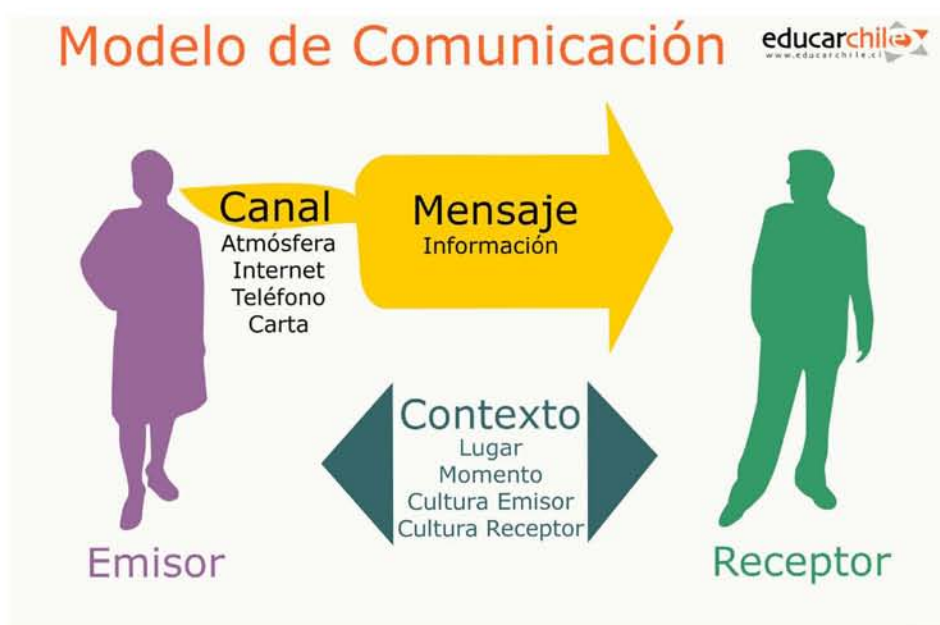 Modelo de Comunicación
educarchile
www.educarchile.cl
Canal
Atmósfera
Internet
Teléfono
Carta
Mensaje
Información
Contexto
Lugar
Momento
Cultura Emisor
Cultura Receptor
Emisor
Receptor